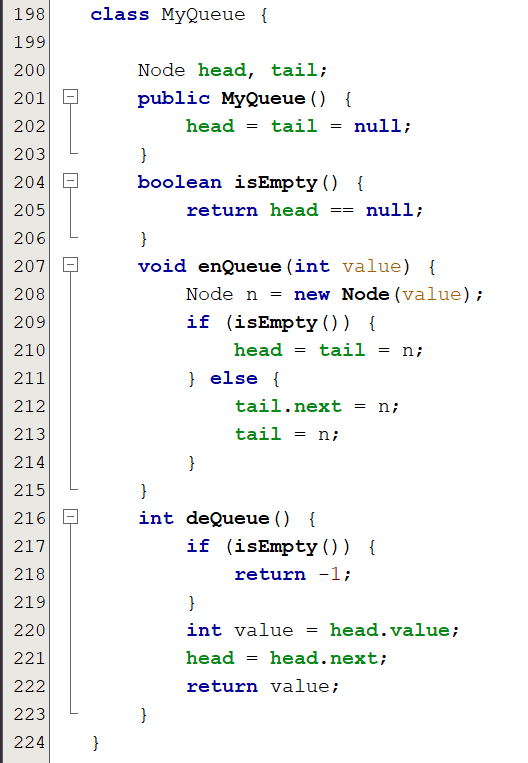 198 class MyQueue {
199
200     Node head, tail;
201     public MyQueue() {
202         head = tail = null;
203     }
204     boolean isEmpty() {
205         return head == null;
206     }
207     void enQueue(int value) {
208         Node n = new Node(value);
209         if (isEmpty()) {
210             head = tail = n;
211         } else {
212             tail.next = n;
213             tail = n;
214         }
215     }
216     int deQueue() {
217         if (isEmpty()) {
218             return -1;
219         }
220         int value = head.value;
221         head = head.next;
222         return value;
223     }
224 }